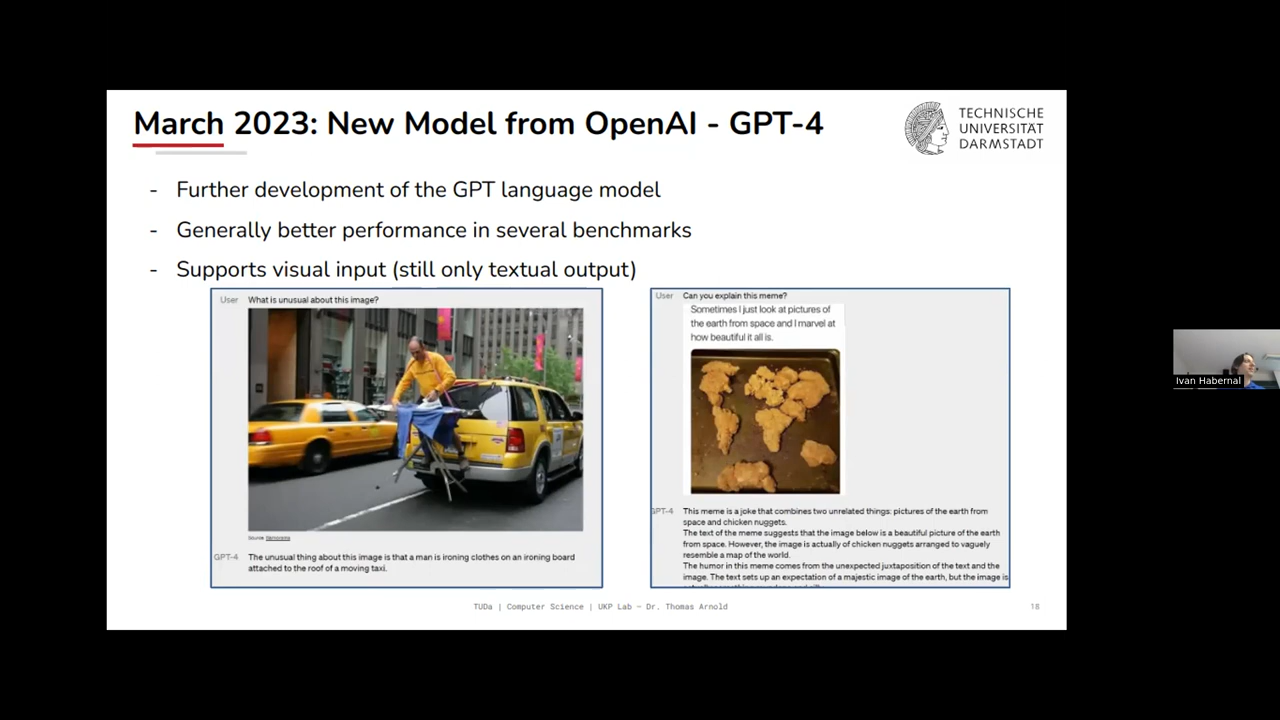 March 2023: New Model from OpenAI - GPT-4
TECHNISCHE
UNIVERSITÄT
DARMSTADT
- Further development of the GPT language model
- Generally better performance in several benchmarks
- Supports visual input (still only textual output)
User What is unusual about this image?
Source:
GPT-4 The unusual thing about this image is that a man is ironing clothes on an ironing board
attached to the roof of a moving taxi.
User Can you explain this meme?
Sometimes I just look at pictures of
the earth from space and I marvel at
how beautiful it all is.
GPT-4 This meme is a joke that combines two unrelated things: pictures of the earth from
space and chicken nuggets.
The text of the meme suggests that the image below is a beautiful picture of the earth
from space. However, the image is actually of chicken nuggets arranged to vaguely
resemble a map of the world.
The humor in this meme comes from the unexpected juxtaposition of the text and the
image. The text sets up an expectation of a majestic image of the earth, but the image is
TUDa | Computer Science | UKP Lab - Dr. Thomas Arnold
18
Ivan Habernal